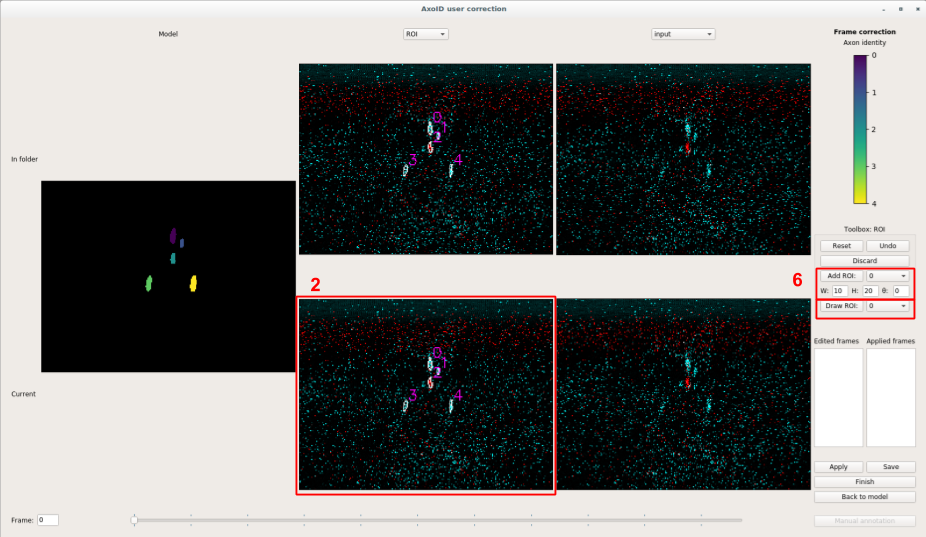 AxoID user correction
Model
ROI
input
Frame correction
Axon identity
0
1
2
3
4
In folder
0
1
2
3
4
Toolbox: ROI
Reset
Undo
Discard
Add ROI:
0
W:
10
H:
20
θ:
0
Draw ROI:
0
6
2
0
1
2
3
4
Edited frames
Applied frames
Current
Apply
Save
Finish
Back to model
Frame:
0
Manual annotation